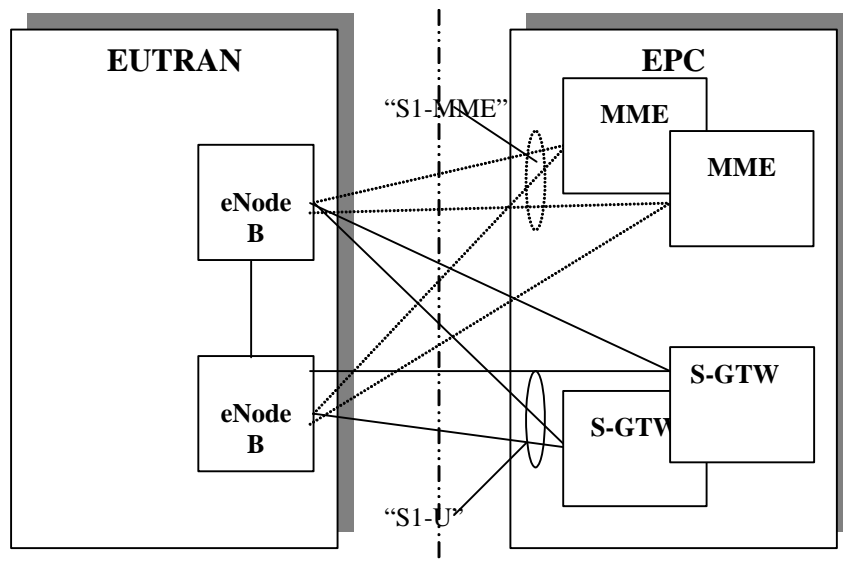 EUTRAN
EPC
“S1-MME”
MME
MME
eNode
B
S-GTW
eNode
B
S-GTW
“S1-U”